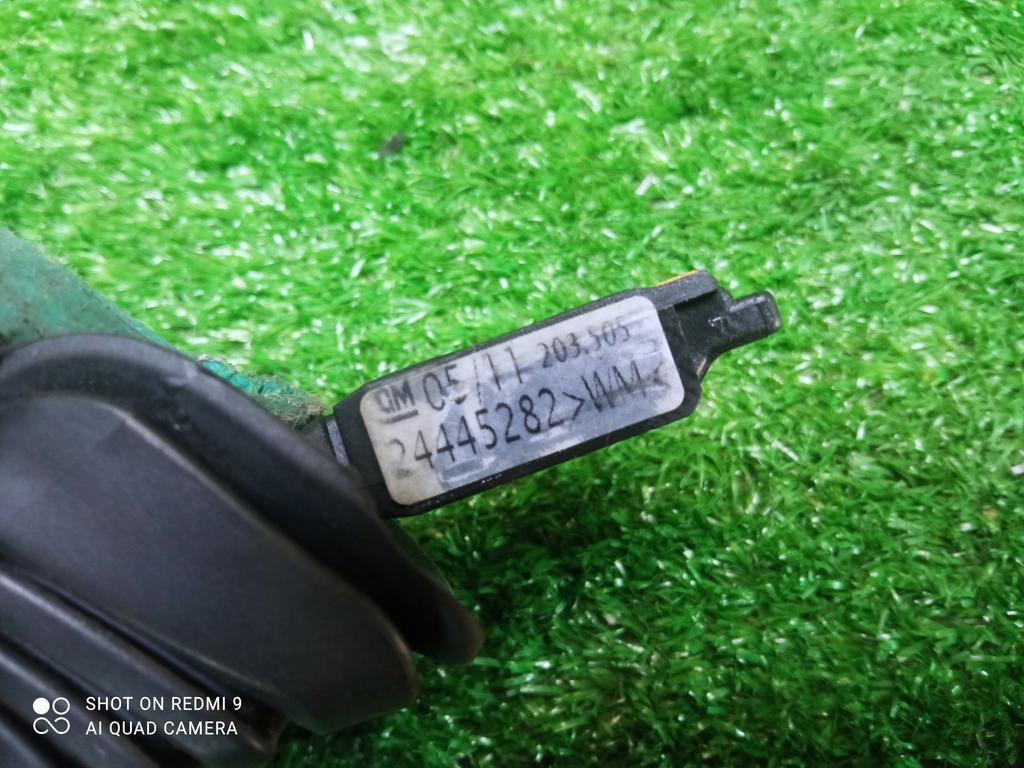 GM 05/11 203.505
24445282>WM<
SHOT ON REDMI 9
AI QUAD CAMERA